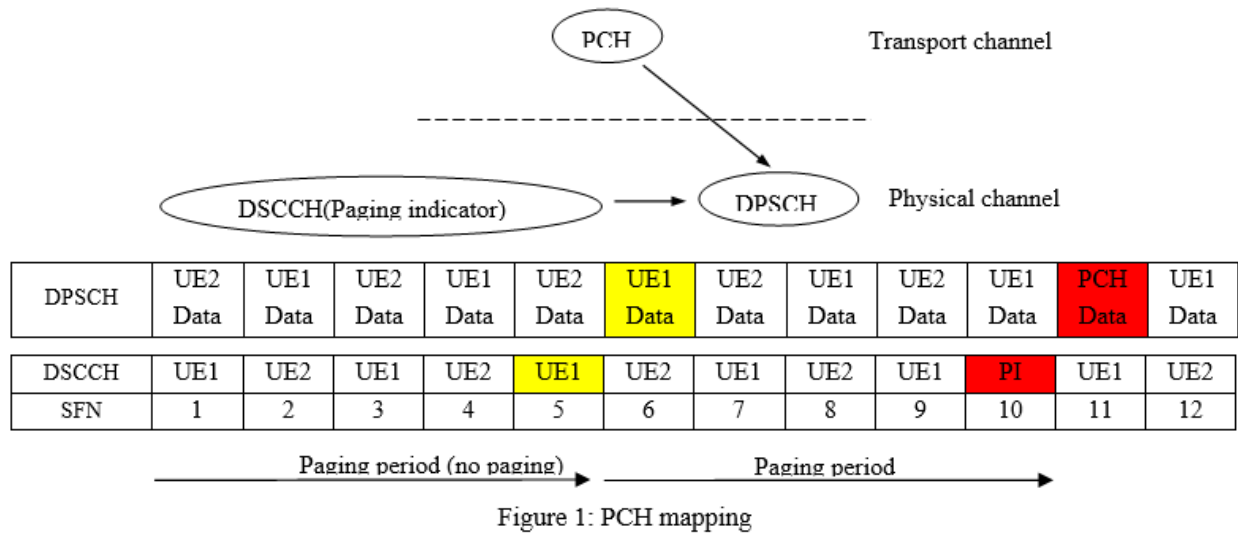 PCH
Transport channel
DSCCH(Paging indicator)
DPSCH
Physical channel
DPSCH UE2 Data UE1 Data UE2 Data UE1 Data UE2 Data UE1 Data UE2 Data UE1 Data UE2 Data UE1 Data PCH Data UE1 Data
DSCCH UE1 UE2 UE1 UE2 UE1 UE2 UE1 UE2 UE1 PI UE1 UE2
SFN 1 2 3 4 5 6 7 8 9 10 11 12
Paging period (no paging) Paging period
Figure 1: PCH mapping